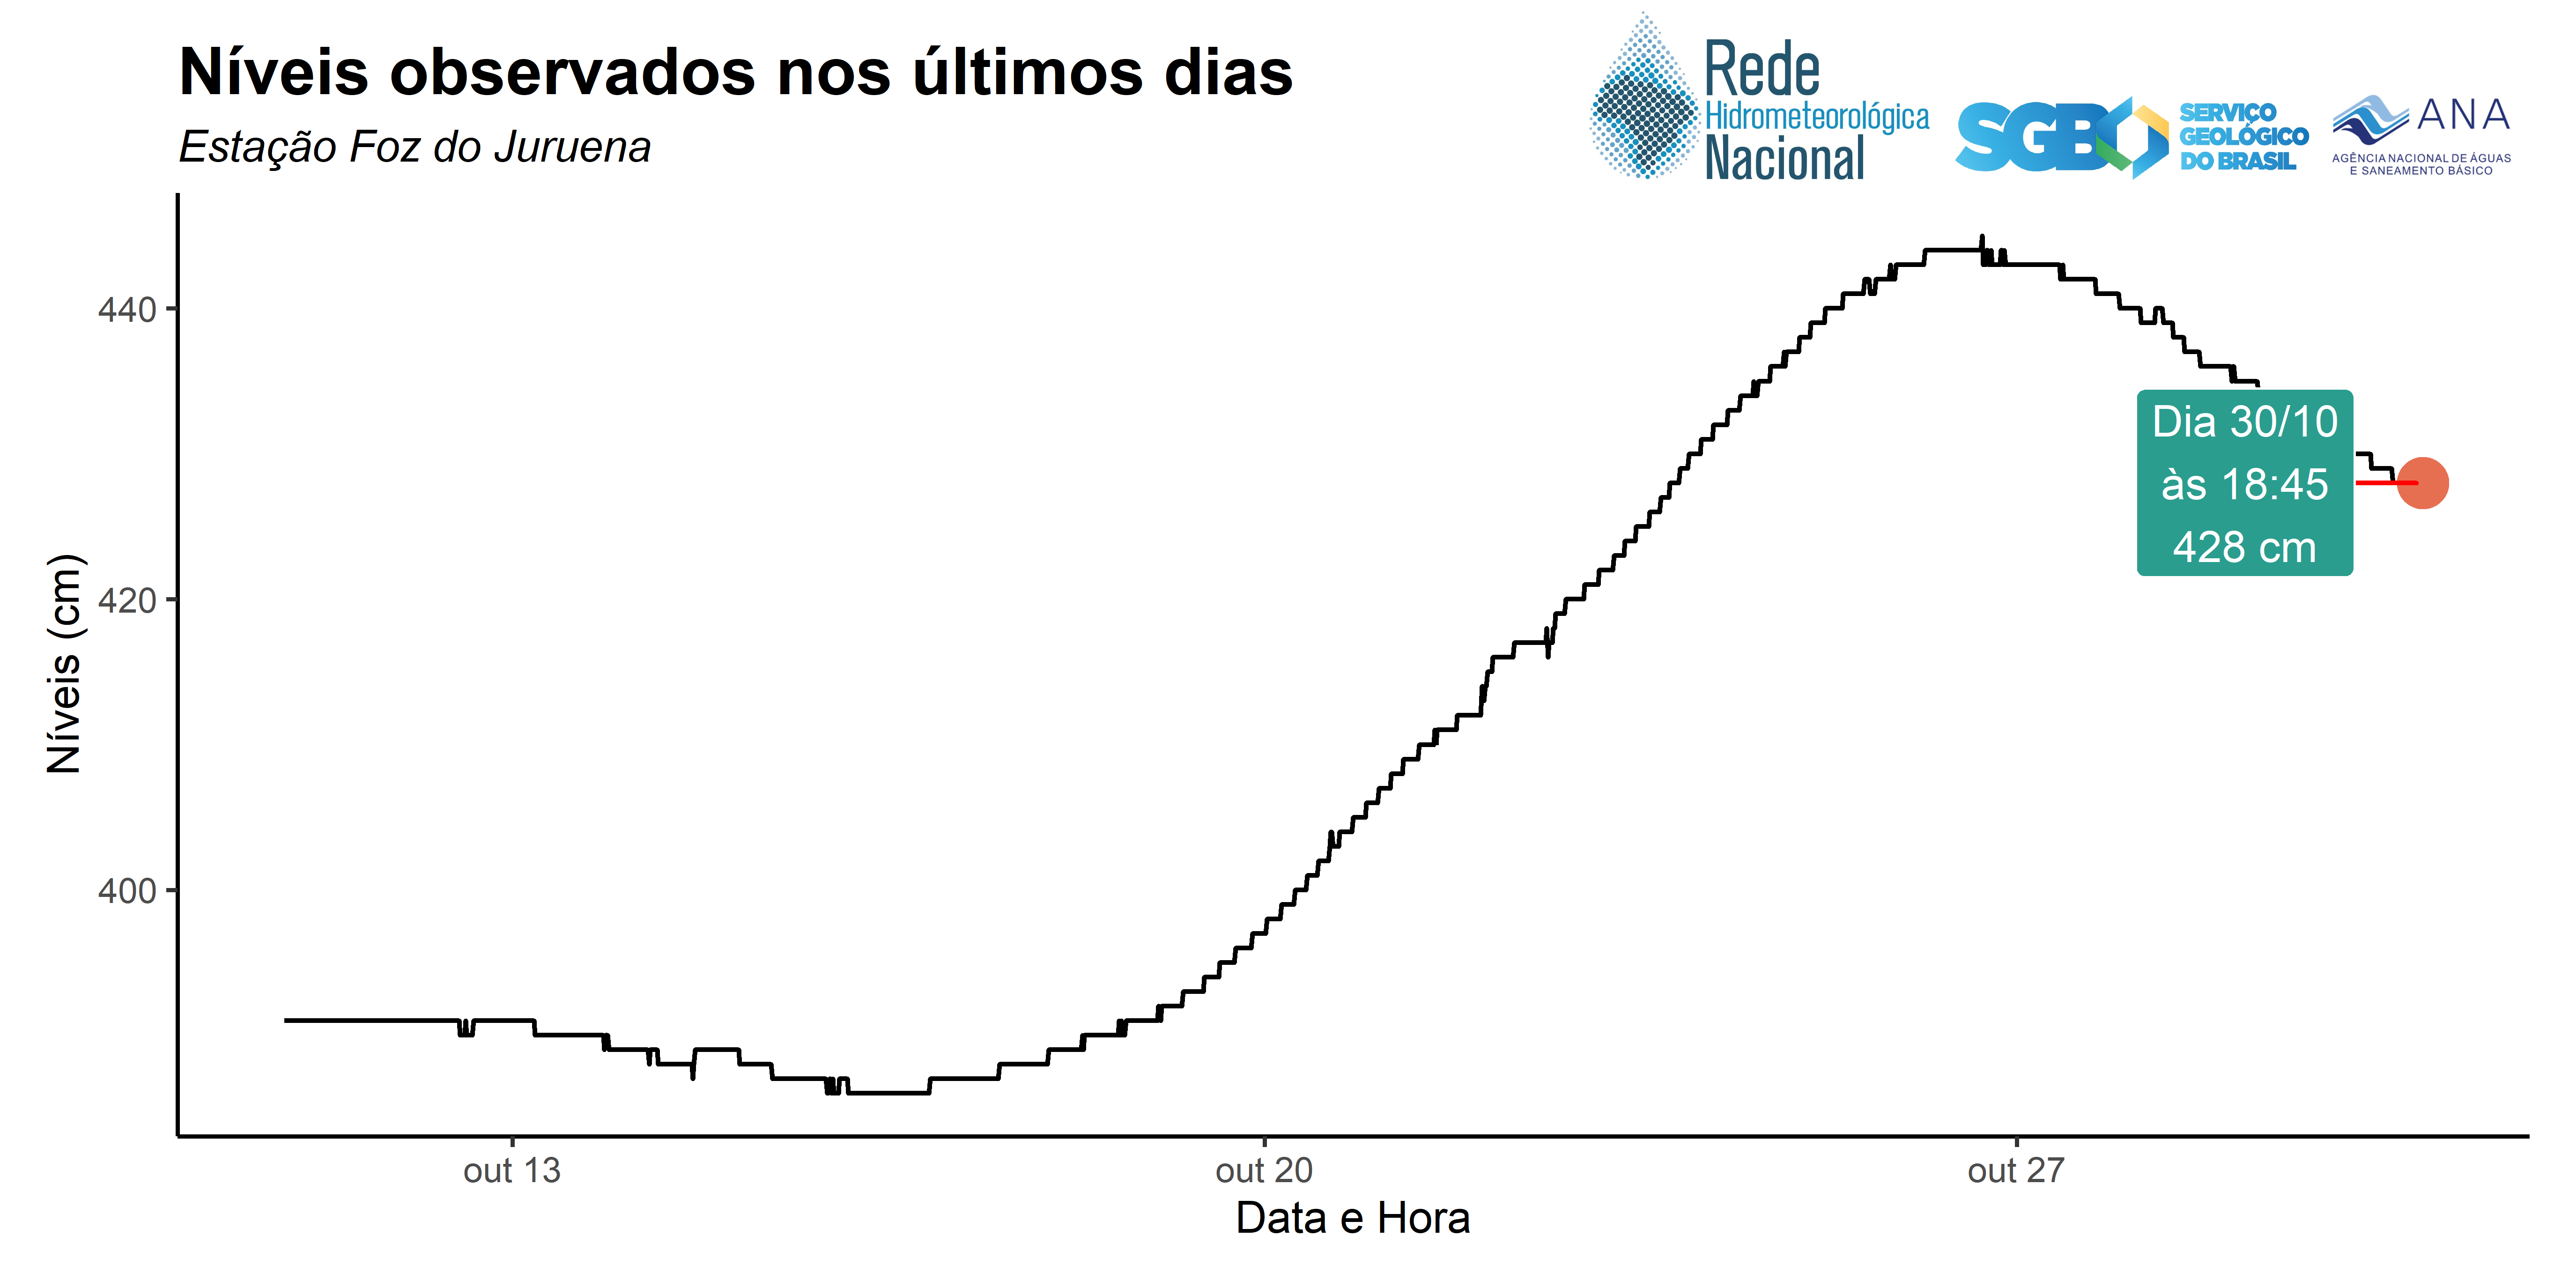 Níveis observados nos últimos dias
Estação Foz do Juruena
Rede
Hidrometeorológica
Nacional
SGB
SERVIÇO
GEOLÓGICO
DO BRASIL
ANA
AGÊNCIA NACIONAL DE ÁGUAS
E SANEAMENTO BÁSICO
Níveis (cm)
440
420
400
Dia 30/10
às 18:45
428 cm
out 13
out 20
out 27
Data e Hora